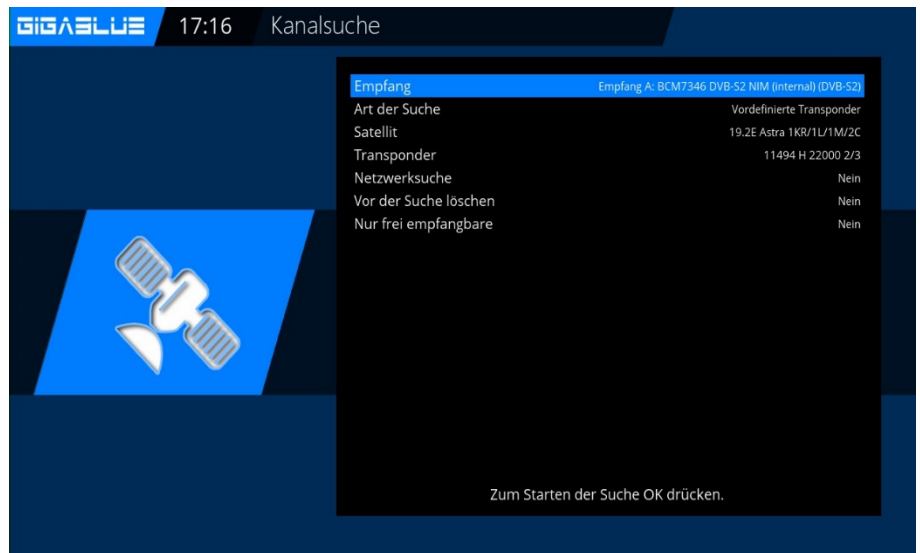 GIGABLUE 17:16 Kanalsuche
Empfang Empfang A: BCM7346 DVB-S2 NIM (internal) (DVB-S2)
Art der Suche Vordefinierte Transponder
Satellit 19.2E Astra 1KR/1L/1M/2C
Transponder 11494 H 22000 2/3
Netzwerksuche Nein
Vor der Suche löschen Nein
Nur frei empfangbare Nein
Zum Starten der Suche OK drücken.